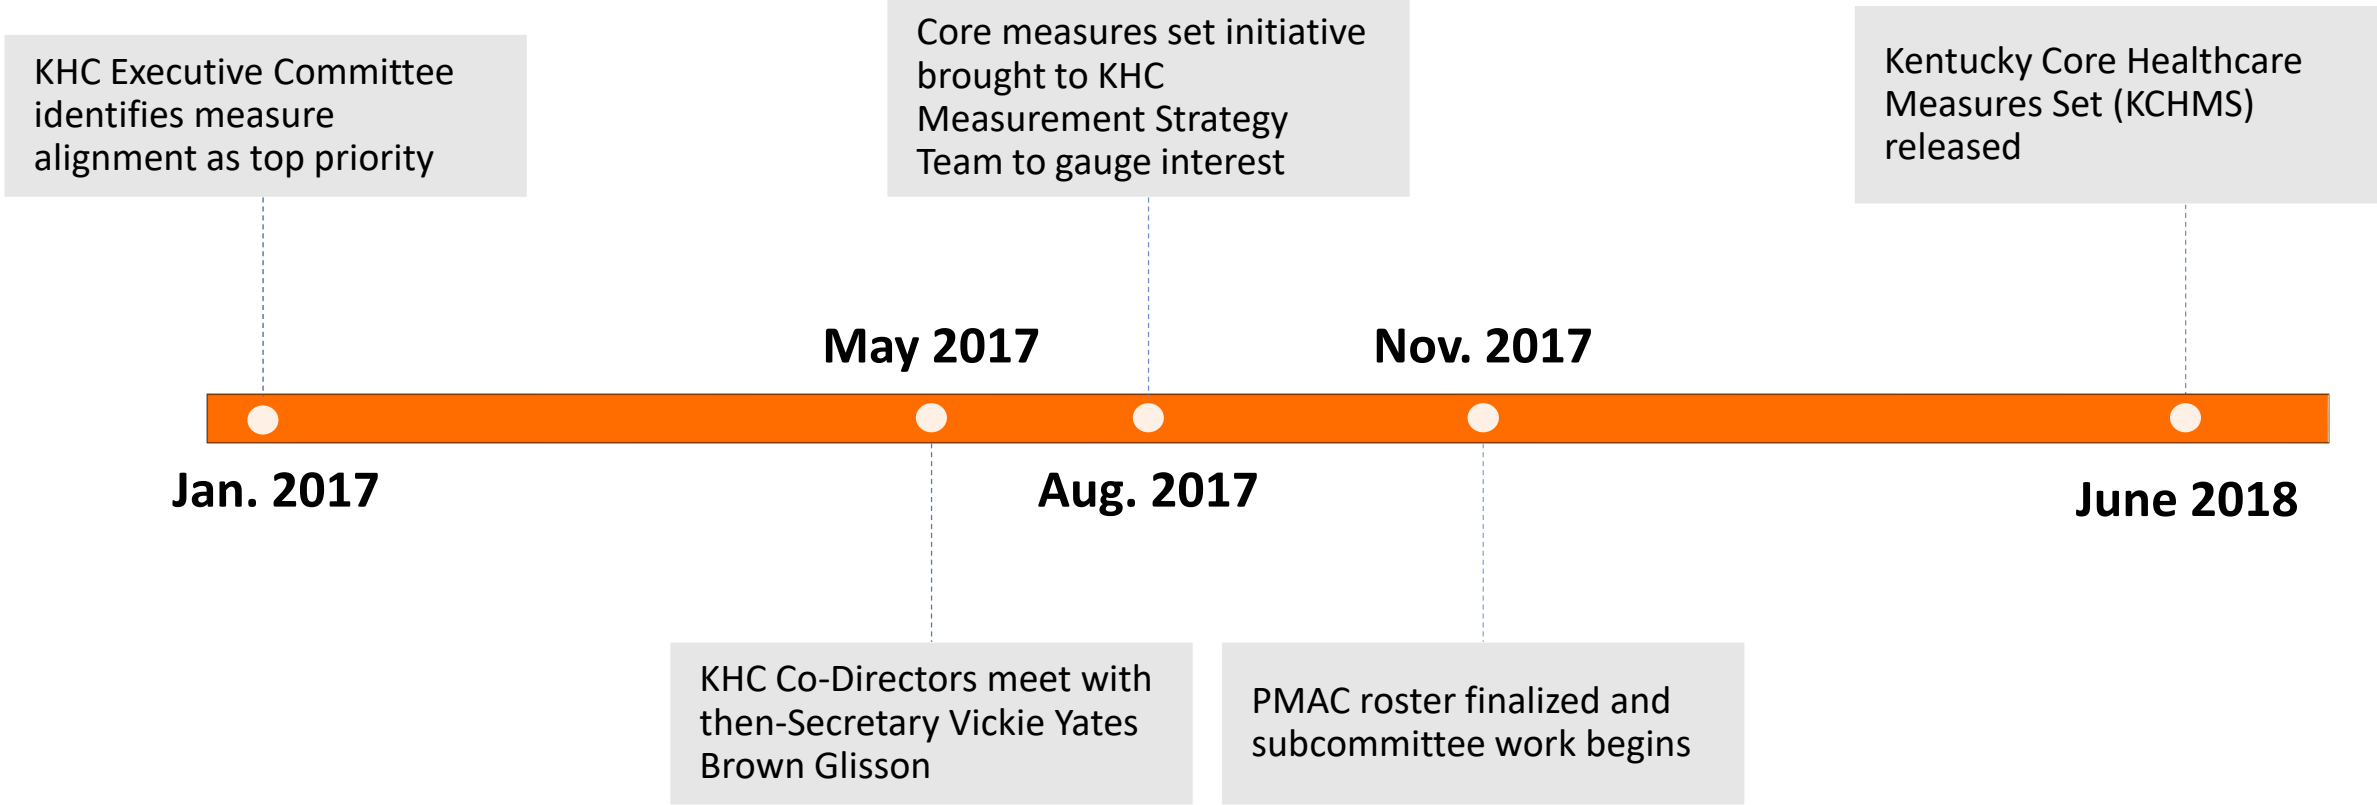 KHC Executive Committee
identifies measure
alignment as top priority
Core measures set initiative
brought to KHC
Measurement Strategy
Team to gauge interest
Kentucky Core Healthcare
Measures Set (KCHMS)
released
May 2017
Nov. 2017
Jan. 2017
Aug. 2017
June 2018
KHC Co-Directors meet with
then-Secretary Vickie Yates
Brown Glisson
PMAC roster finalized and
subcommittee work begins